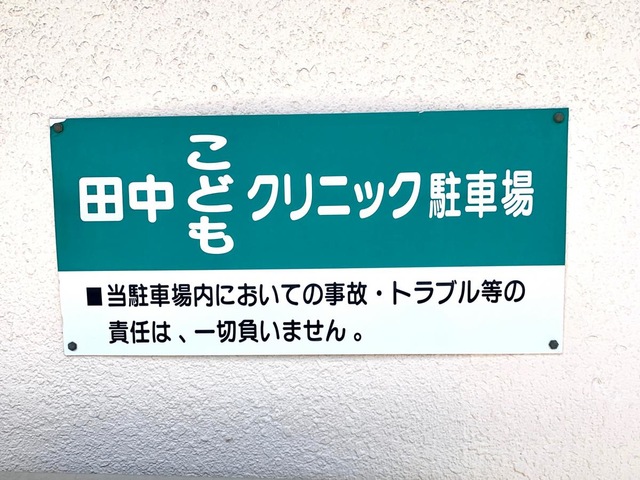 田中こどもクリニック駐車場
■当駐車場内においての事故・トラブル等の
責任は、一切負いません。